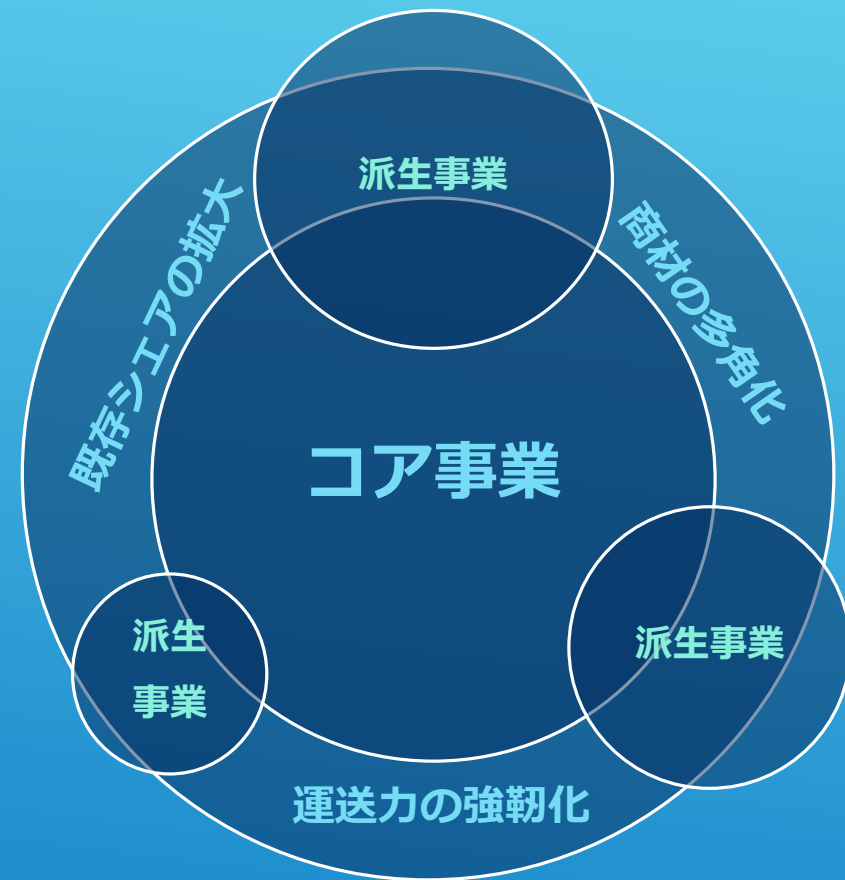 派生事業
既存シェアの拡大
商材の多角化
コア事業
派生
事業
派生事業
運送力の強靭化